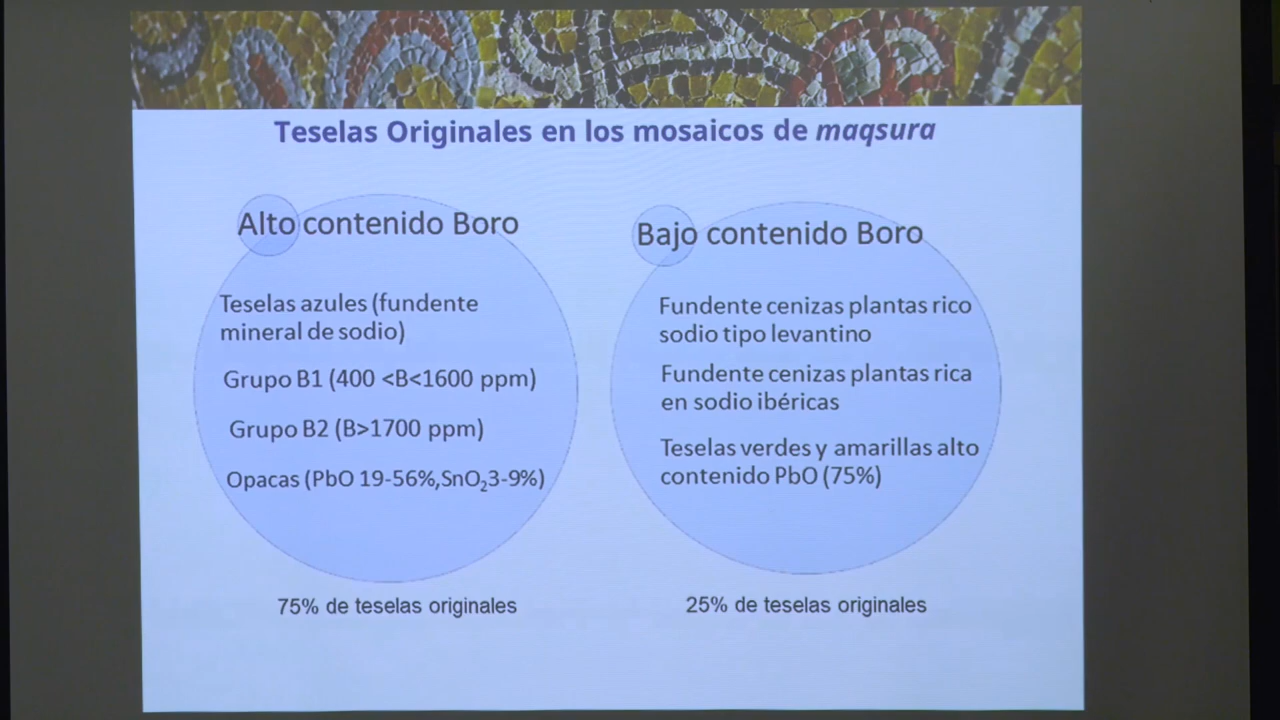 Teselas Originales en los mosaicos de maqsura
Alto contenido Boro
Teselas azules (fundente
mineral de sodio)
Grupo B1 (400 <B<1600 ppm)
Grupo B2 (B>1700 ppm)
Opacas (PbO 19-56%,SnO₂3-9%)
75% de teselas originales
Bajo contenido Boro
Fundente cenizas plantas rico
sodio tipo levantino
Fundente cenizas plantas rica
en sodio ibéricas
Teselas verdes y amarillas alto
contenido PbO (75%)
25% de teselas originales